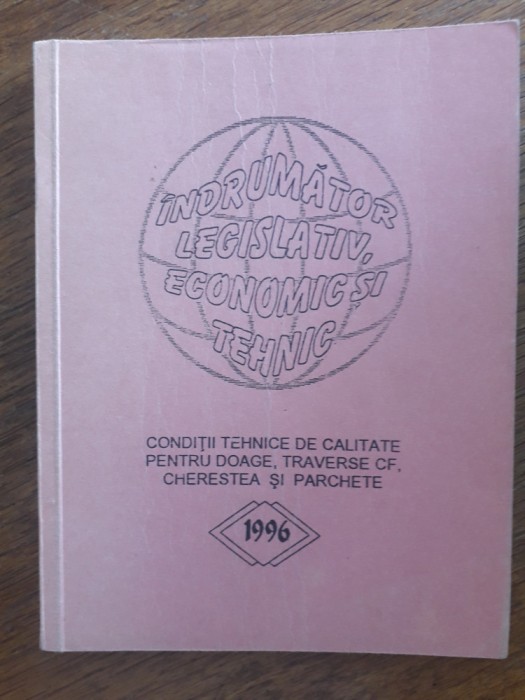 ÎNDRUMĂTOR
LEGISLATIV,
ECONOMIC ŞI
TEHNIC
CONDIŢII TEHNICE DE CALITATE
PENTRU DOAGE, TRAVERSE CF,
CHERESTEA ŞI PARCHETE
1996